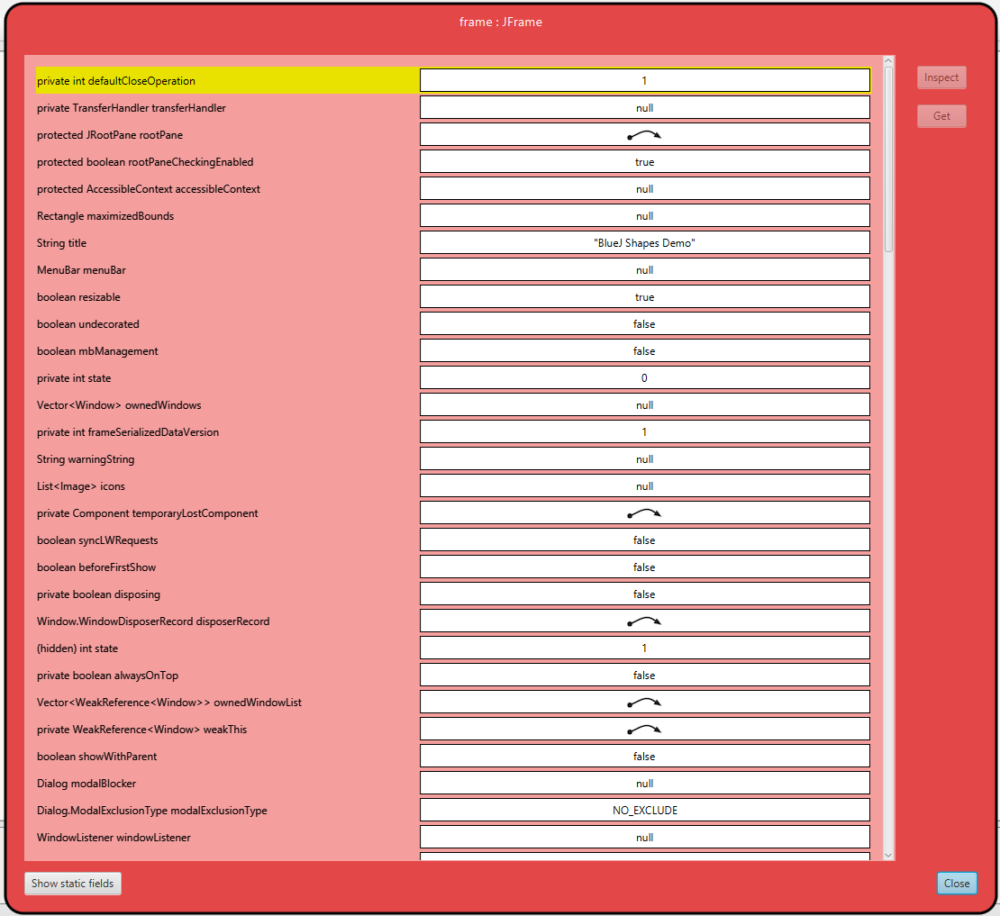 frame : JFrame
private int defaultCloseOperation 1
Inspect
private TransferHandler transferHandler null
Get
protected JRootPane rootPane
protected boolean rootPaneCheckingEnabled true
protected AccessibleContext accessibleContext null
Rectangle maximizedBounds null
String title "BlueJ Shapes Demo"
MenuBar menuBar null
boolean resizable true
boolean undecorated false
boolean mbManagement false
private int state 0
Vector<Window> ownedWindows null
private int frameSerializedDataVersion 1
String warningString null
List<Image> icons null
private Component temporaryLostComponent
boolean syncLWRequests false
boolean beforeFirstShow false
private boolean disposing false
Window.WindowDisposerRecord disposerRecord
(hidden) int state 1
private boolean alwaysOnTop false
Vector<WeakReference<Window>> ownedWindowList
private WeakReference<Window> weakThis
boolean showWithParent false
Dialog modalBlocker null
Dialog.ModalExclusionType modalExclusionType NO_EXCLUDE
WindowListener windowListener null
Show static fields
Close